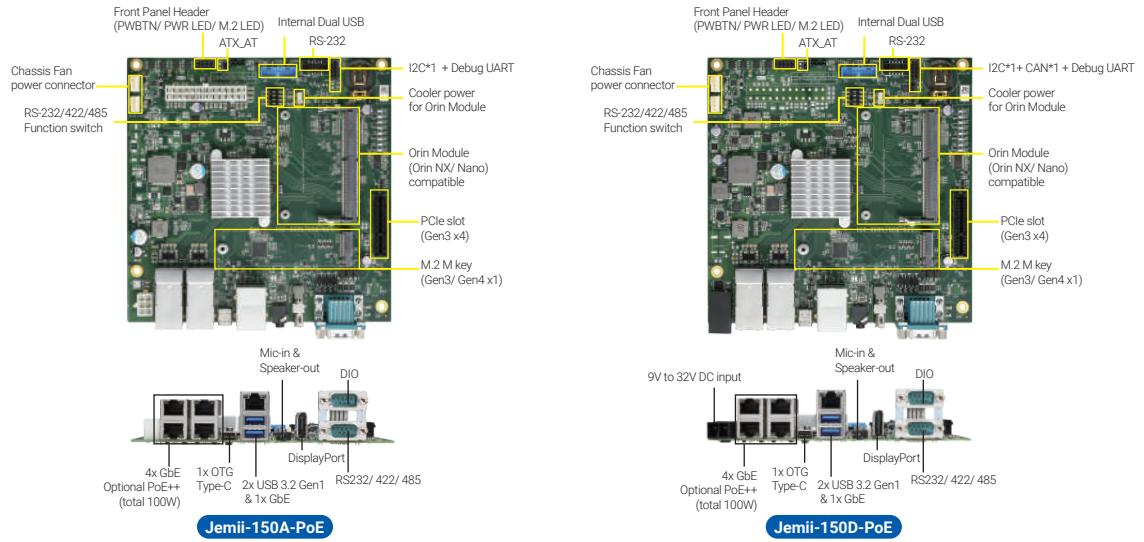 Front Panel Header
(PWBTN/ PWR LED/ M.2 LED)
ATX_AT
Internal Dual USB
RS-232
Chassis Fan
power connector
RS-232/422/485
Function switch
I2C*1 + Debug UART
Cooler power
for Orin Module
Orin Module
(Orin NX/ Nano)
compatible
PCIe slot
(Gen3 x4)
M.2 M key
(Gen3/ Gen4 x1)
Mic-in &
Speaker-out
DIO
4x GbE
Optional PoE++
(total 100W)
1x OTG
Type-C
2x USB 3.2 Gen1
& 1x GbE
DisplayPort
RS232/ 422/ 485
Jemii-150A-PoE
Front Panel Header
(PWBTN/ PWR LED/ M.2 LED)
ATX_AT
Internal Dual USB
RS-232
Chassis Fan
power connector
RS-232/422/485
Function switch
I2C*1+ CAN*1 + Debug UART
Cooler power
for Orin Module
Orin Module
(Orin NX/ Nano)
compatible
PCIe slot
(Gen3 x4)
M.2 M key
(Gen3/ Gen4 x1)
9V to 32V DC input
Mic-in &
Speaker-out
DIO
4x GbE
Optional PoE++
(total 100W)
1x OTG
Type-C
2x USB 3.2 Gen1
& 1x GbE
DisplayPort
RS232/ 422/ 485
Jemii-150D-PoE